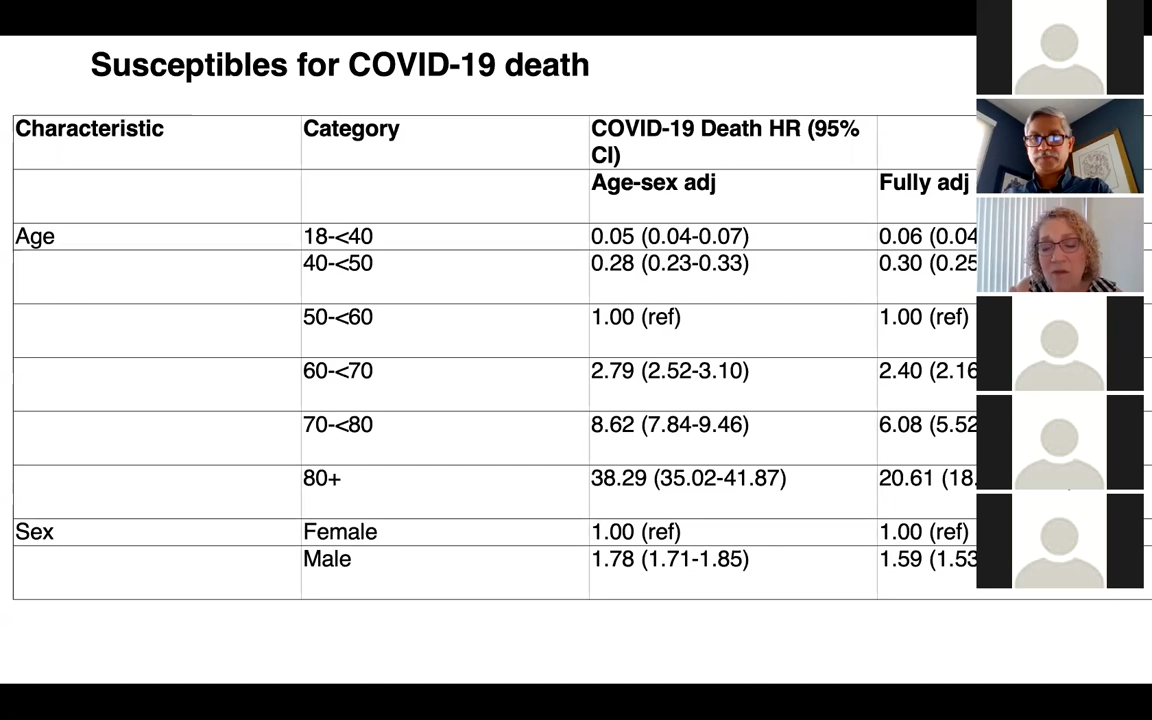 Susceptibles for COVID-19 death
Characteristic Category COVID-19 Death HR (95%
CI)
Age-sex adj Fully adj
Age 18-<40 0.05 (0.04-0.07) 0.06 (0.04
40-<50 0.28 (0.23-0.33) 0.30 (0.25
50-<60 1.00 (ref) 1.00 (ref)
60-<70 2.79 (2.52-3.10) 2.40 (2.16
70-<80 8.62 (7.84-9.46) 6.08 (5.52
80+ 38.29 (35.02-41.87) 20.61 (18.
Sex Female 1.00 (ref) 1.00 (ref)
Male 1.78 (1.71-1.85) 1.59 (1.53